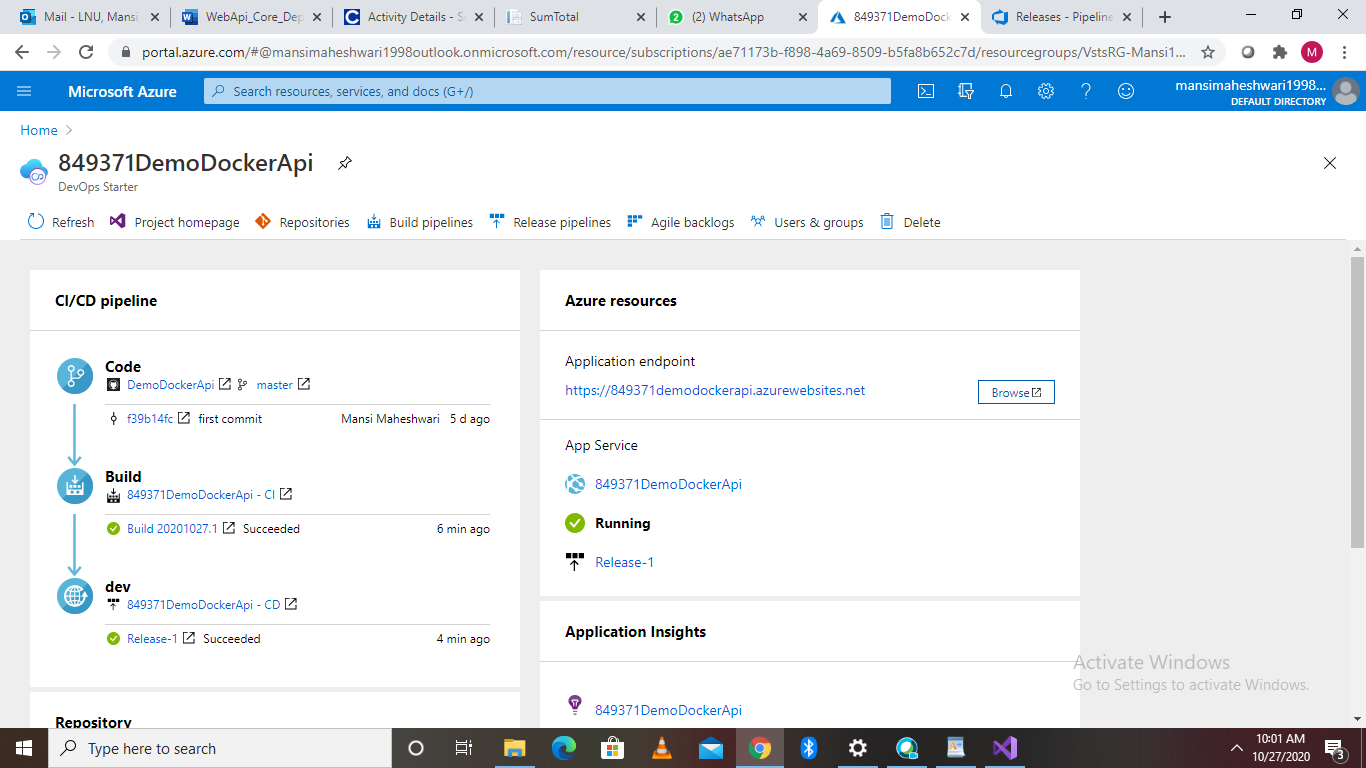 Mail - LNU, Mansi
WebApi_Core_Dep
Activity Details - S
SumTotal
(2) WhatsApp
849371DemoDock
Releases - Pipeline
portal.azure.com/#@mansimaheshwari1998outlook.onmicrosoft.com/resource/subscriptions/ae71173b-f898-4a69-8509-b5fa8b652c7d/resourcegroups/VstsRG-Mansi1...
M
Microsoft Azure
Search resources, services, and docs (G+/)
mansimaheshwari1998...
DEFAULT DIRECTORY
Home
849371DemoDockerApi
DevOps Starter
Refresh
Project homepage
Repositories
Build pipelines
Release pipelines
Agile backlogs
Users & groups
Delete
CI/CD pipeline
Code
DemoDockerApi master
f39b14fc first commit Mansi Maheshwari 5 d ago
Build
849371DemoDockerApi - CI
Build 20201027.1 Succeeded 6 min ago
dev
849371DemoDockerApi - CD
Release-1 Succeeded 4 min ago
Repository
Azure resources
Application endpoint
https://849371demodockerapi.azurewebsites.net
Browse
App Service
849371DemoDockerApi
Running
Release-1
Application Insights
849371DemoDockerApi
Activate Windows
Go to Settings to activate Windows.
Type here to search
10:01 AM
10/27/2020
3